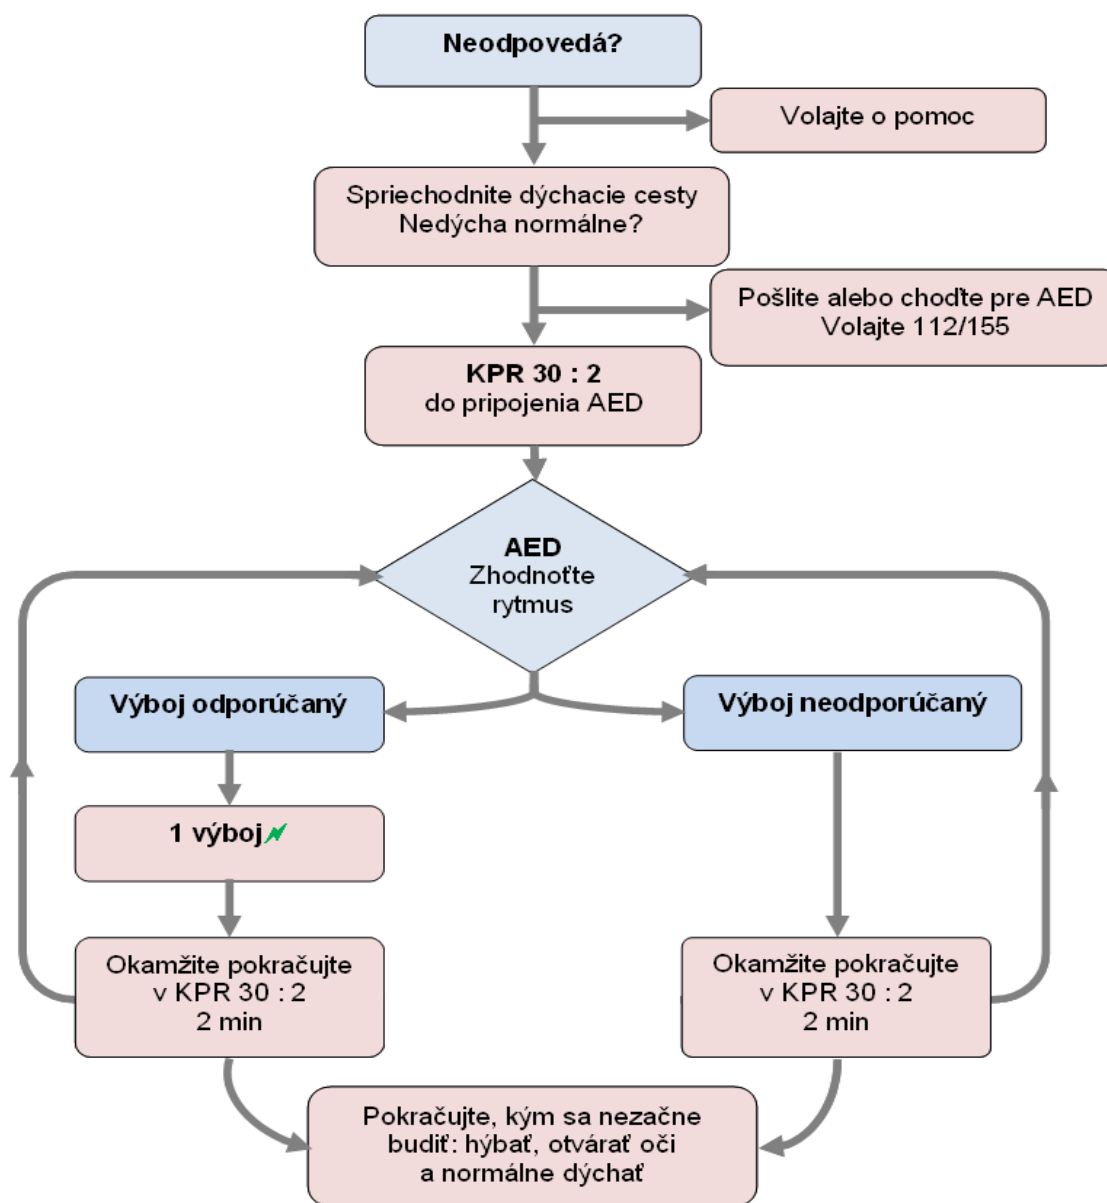 Neodpovedá?
Volajte o pomoc
Spriechodnite dýchacie cesty
Nedýcha normálne?
Pošlite alebo choďte pre AED
Volajte 112/155
KPR 30 : 2
do pripojenia AED
AED
Zhodnoťte
rytmus
Výboj odporúčaný
Výboj neodporúčaný
1 výboj
Okamžite pokračujte
v KPR 30 : 2
2 min
Okamžite pokračujte
v KPR 30 : 2
2 min
Pokračujte, kým sa nezačne
budiť: hýbať, otvárať oči
a normálne dýchať